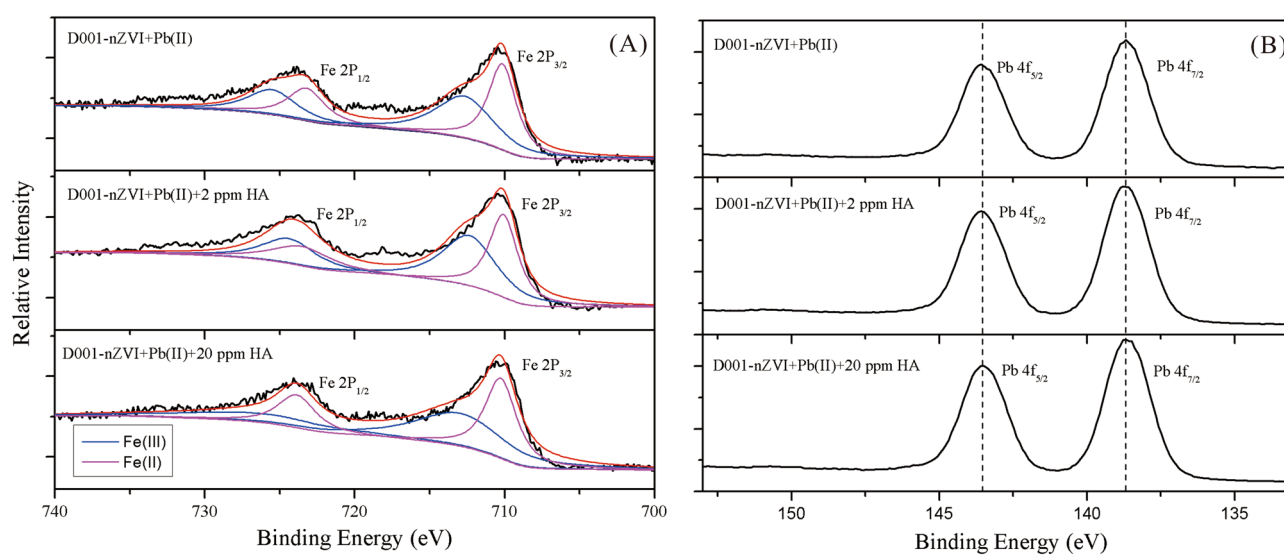 D001-nZVI+Pb(II)
(A)
Fe 2P1/2
Fe 2P3/2
D001-nZVI+Pb(II)+2 ppm HA
Fe 2P1/2
Fe 2P3/2
D001-nZVI+Pb(II)+20 ppm HA
Fe 2P1/2
Fe 2P3/2
Fe(III)
Fe(II)
740 730 720 710 700
Binding Energy (eV)
Relative Intensity
D001-nZVI+Pb(II)
(B)
Pb 4f5/2
Pb 4f7/2
D001-nZVI+Pb(II)+2 ppm HA
Pb 4f5/2
Pb 4f7/2
D001-nZVI+Pb(II)+20 ppm HA
Pb 4f5/2
Pb 4f7/2
150 145 140 135
Binding Energy (eV)